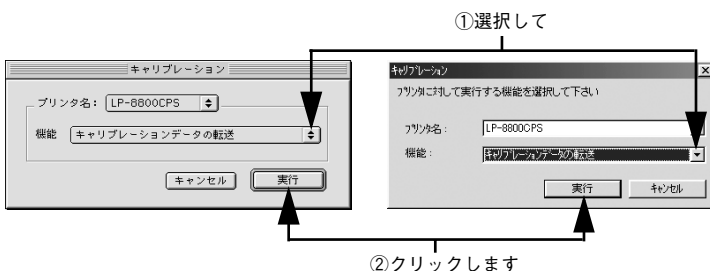 ①選択して
キャリブレーション
プリンタ名： LP-8800CPS
機能 キャリブレーションデータの転送
キャンセル 実行
キャリブレーション
プリンタに対して実行する機能を選択して下さい
プリンタ名： LP-8800CPS
機能： キャリブレーションデータの転送
実行 キャンセル
②クリックします